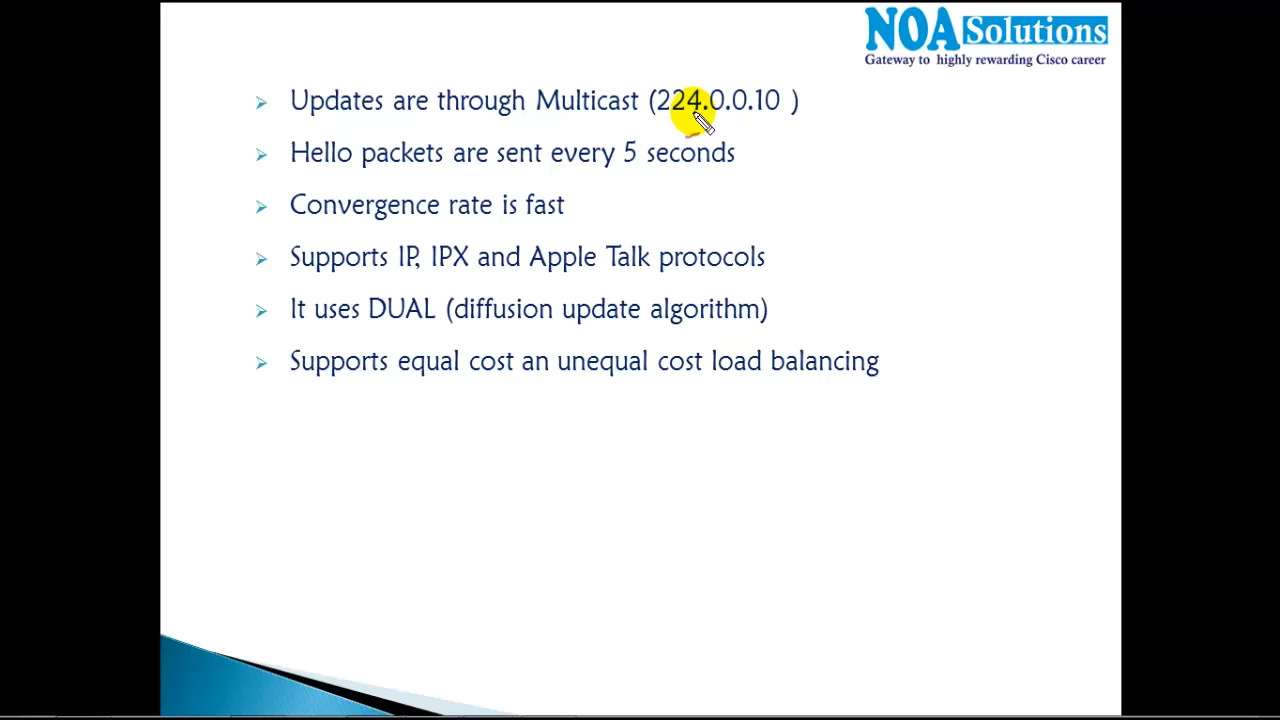 NOA Solutions
Gateway to highly rewarding Cisco career
Updates are through Multicast (224.0.0.10 )
Hello packets are sent every 5 seconds
Convergence rate is fast
Supports IP, IPX and Apple Talk protocols
It uses DUAL (diffusion update algorithm)
Supports equal cost an unequal cost load balancing